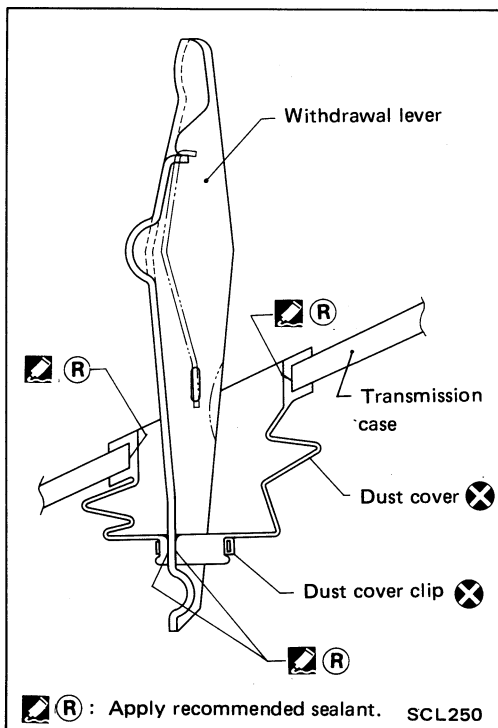 Withdrawal lever
R
R
Transmission
case
Dust cover
Dust cover clip
R
R : Apply recommended sealant. SCL250